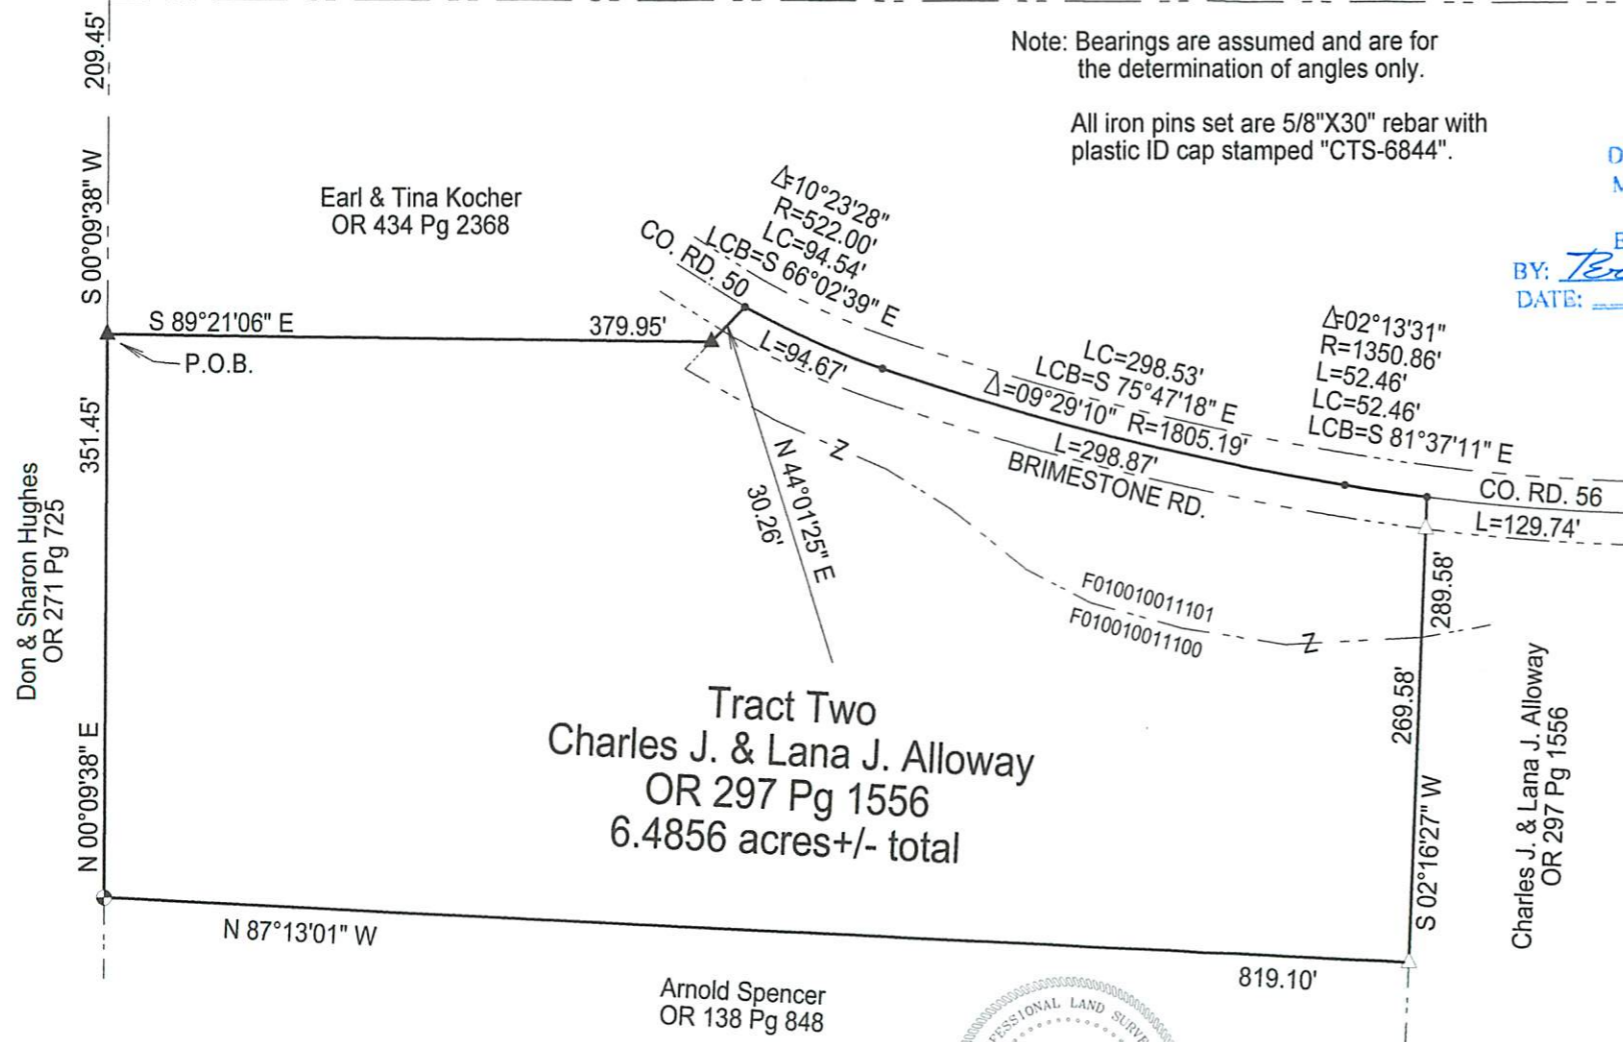 209.45'
S 00°09'38" W
Note: Bearings are assumed and are for
the determination of angles only.
All iron pins set are 5/8"X30" rebar with
plastic ID cap stamped "CTS-6844".
BY:
DATE:
Earl & Tina Kocher
OR 434 Pg 2368
Δ=10°23'28"
R=522.00'
LC=94.54'
LCB=S 66°02'39" E
CO. RD. 50
S 89°21'06" E
379.95'
P.O.B.
L=94.67'
LC=298.53'
LCB=S 75°47'18" E
Δ=09°29'10" R=1805.19'
L=298.87'
BRIMESTONE RD.
Δ=02°13'31"
R=1350.86'
L=52.46'
LC=52.46'
LCB=S 81°37'11" E
CO. RD. 56
L=129.74'
351.45'
N 00°09'38" E
Don & Sharon Hughes
OR 271 Pg 725
N 44°01'25" E
30.26'
Z
F010010011101
F010010011100
Z
289.58'
269.58'
S 02°16'27" W
Charles J. & Lana J. Alloway
OR 297 Pg 1556
Tract Two
Charles J. & Lana J. Alloway
OR 297 Pg 1556
6.4856 acres+/- total
N 87°13'01" W
819.10'
Arnold Spencer
OR 138 Pg 848
LAND